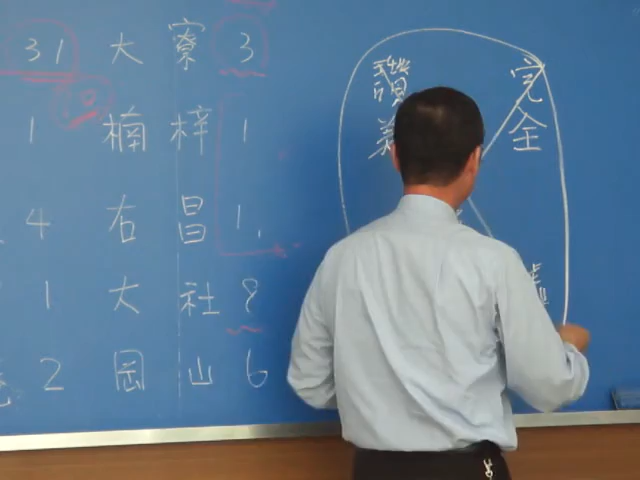 31 大 寮 3
1 楠 梓 1
4 右 昌 1
1 大 社 8
2 岡 山 6
讚美
完全